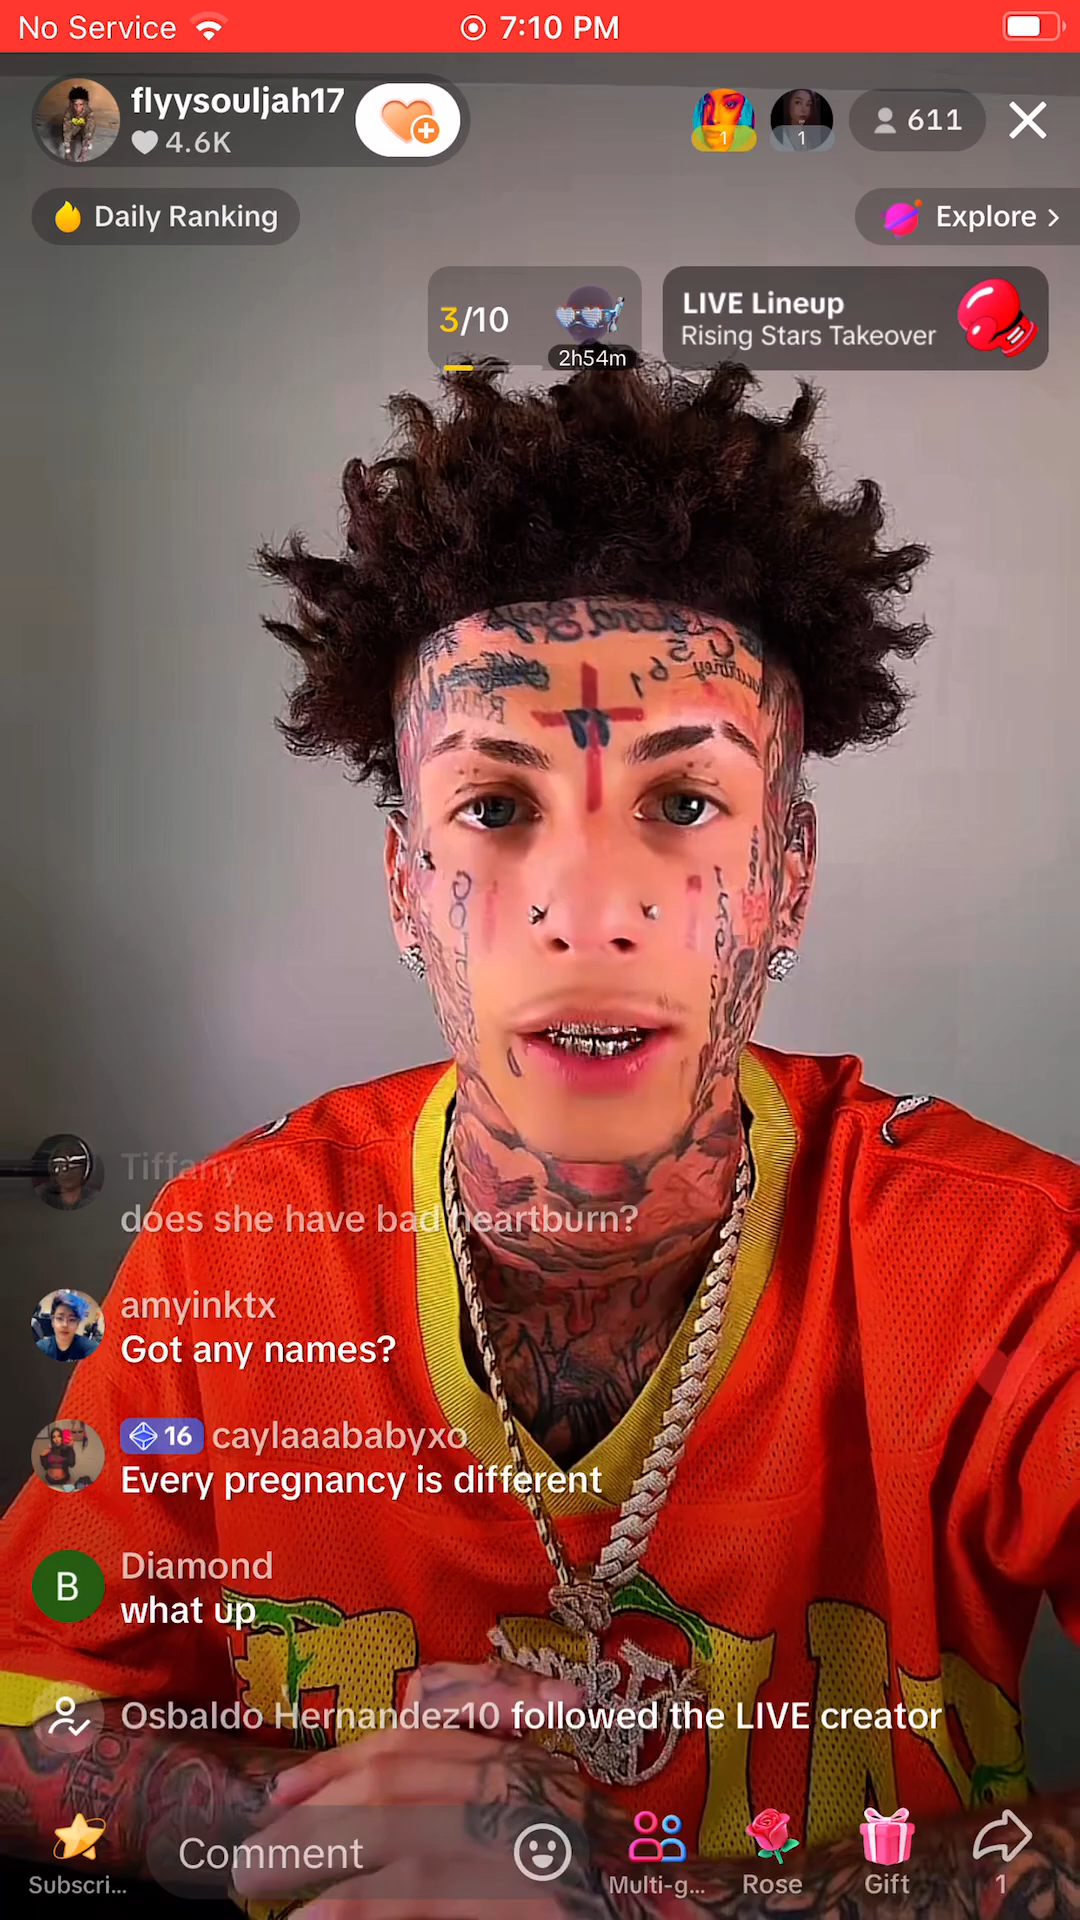 No Service
7:10 PM
flyysouljah17
4.6K
1
1
611
Daily Ranking
Explore >
3/10
2h54m
LIVE Lineup
Rising Stars Takeover
Tiffany
does she have bad heartburn?
amyinktx
Got any names?
16 caylaaababyxo
Every pregnancy is different
B
Diamond
what up
Osbaldo Hernandez10 followed the LIVE creator
Comment
Subscri...
Multi-g...
Rose
Gift
1